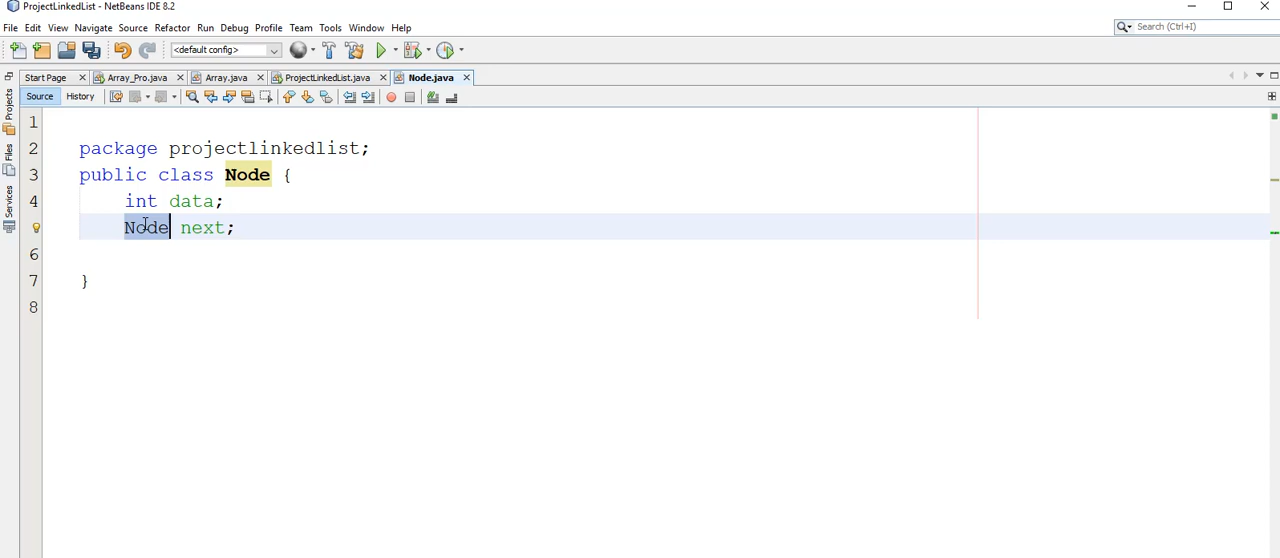 ProjectLinkedList - NetBeans IDE 8.2
File Edit View Navigate Source Refactor Run Debug Profile Team Tools Window Help
Search (Ctrl+I)
<default config>
Start Page Array_Pro.java Array.java ProjectLinkedList.java Node.java
Source History
Projects
Files
Services
1
2 package projectlinkedlist;
3 public class Node {
4 int data;
Node next;
6
7 }
8